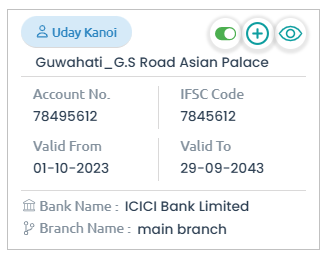 Uday Kanoi
Guwahati_G.S Road Asian Palace
Account No. IFSC Code
78495612 7845612
Valid From Valid To
01-10-2023 29-09-2043
Bank Name : ICICI Bank Limited
Branch Name : main branch